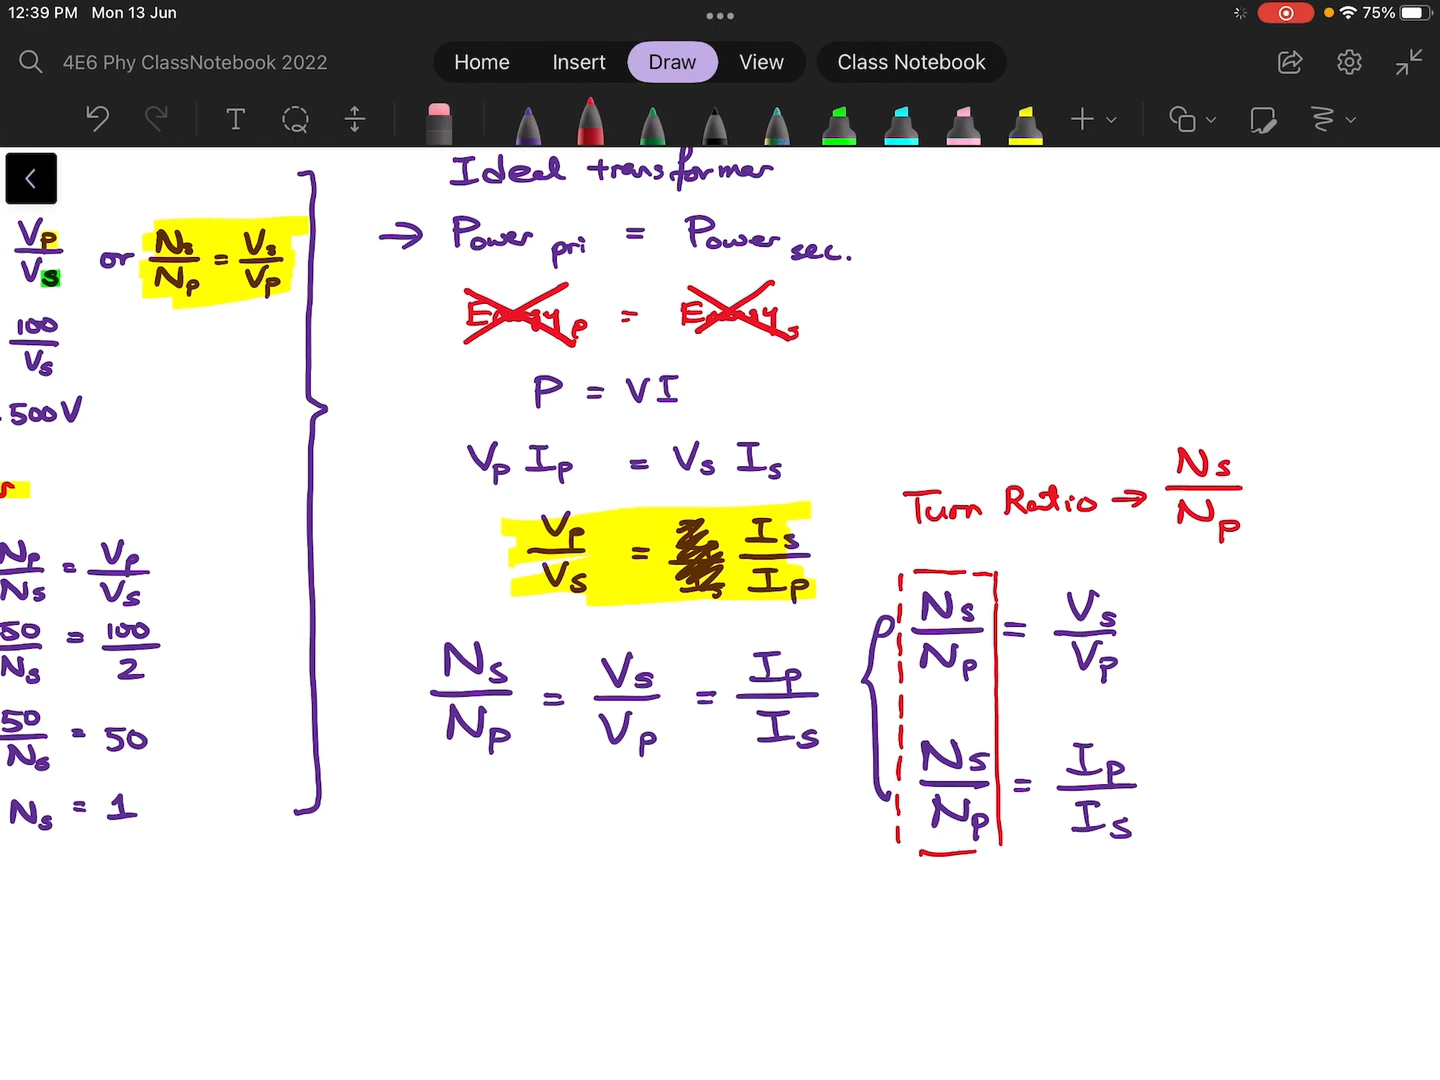 12:39 PM Mon 13 Jun
75%
4E6 Phy ClassNotebook 2022
Home Insert Draw View Class Notebook
Vp/Vs or Ns/Np = Vs/Vp
100/Vs
500V
Np/Ns = Vp/Vs
50/Ns = 100/2
50/Ns = 50
Ns = 1
Ideal transformer
→ Power pri = Power sec.
Energy p = Energy s
P = VI
Vp Ip = Vs Is
Vp/Vs = Is/Ip
Ns/Np = Vs/Vp = Ip/Is
Turn Ratio → Ns/Np
Ns/Np = Vs/Vp
Ns/Np = Ip/Is